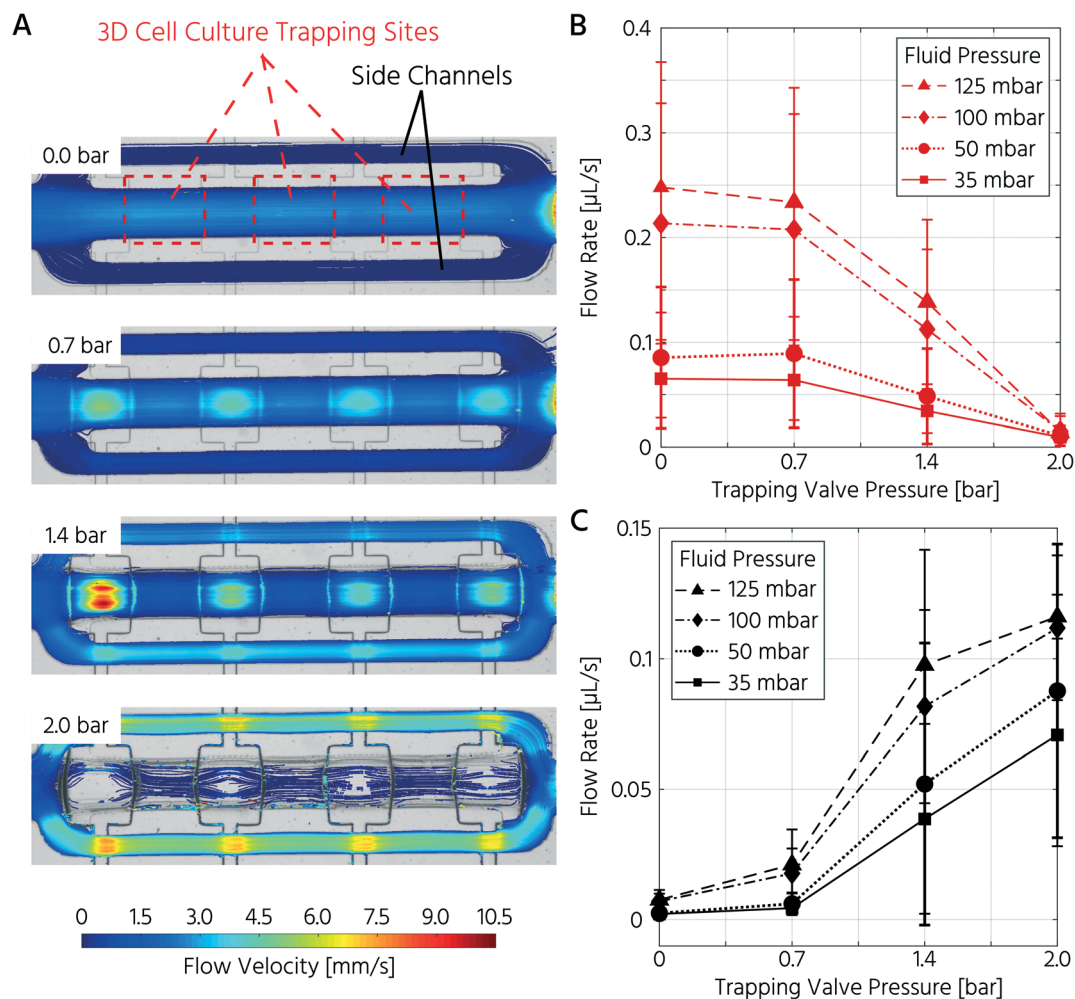 A
3D Cell Culture Trapping Sites
Side Channels
0.0 bar
0.7 bar
1.4 bar
2.0 bar
0 1.5 3.0 4.5 6.0 7.5 9.0 10.5
Flow Velocity [mm/s]
B
0.4
0.3
0.2
0.1
0
Flow Rate [µL/s]
Fluid Pressure
125 mbar
100 mbar
50 mbar
35 mbar
0 0.7 1.4 2.0
Trapping Valve Pressure [bar]
C
0.15
0.1
0.05
0
Flow Rate [µL/s]
Fluid Pressure
125 mbar
100 mbar
50 mbar
35 mbar
0 0.7 1.4 2.0
Trapping Valve Pressure [bar]